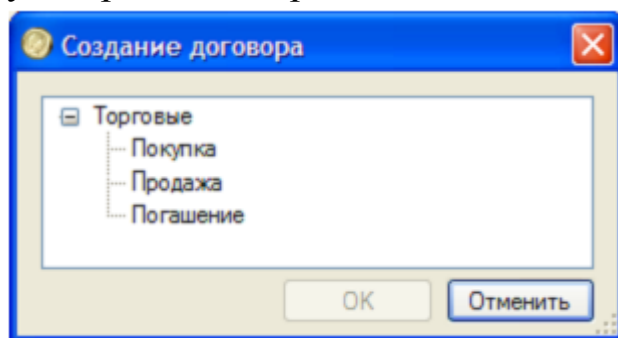 Создание договора
Торговые
Покупка
Продажа
Погашение
OK
Отменить